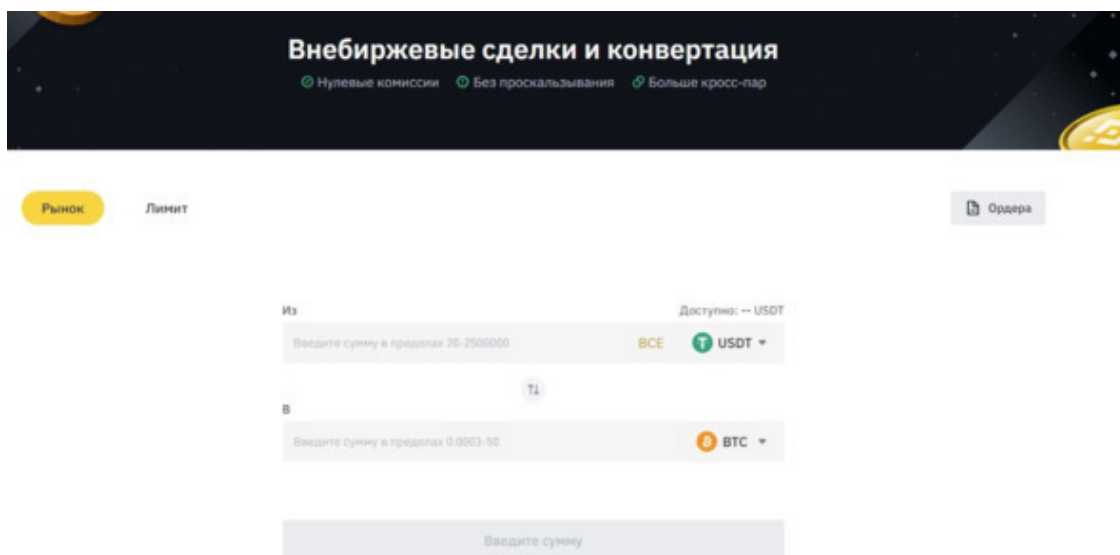 Внебиржевые сделки и конвертация
Нулевые комиссии Без проскальзывания Больше кросс-пар
Рынок Лимит Ордера
Из Доступно: -- USDT
Введите сумму в пределах 20-2500000 ВСЕ USDT
В
Введите сумму в пределах 0.0003-50 BTC
Введите сумму